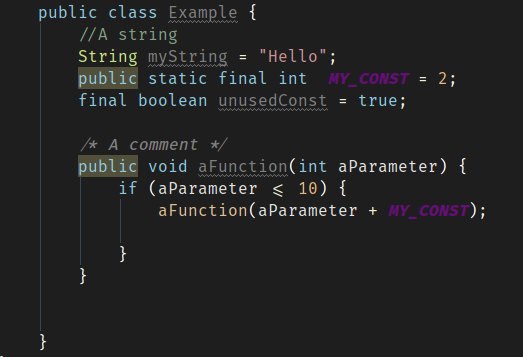 public class Example {
//A string
String myString = "Hello";
public static final int MY_CONST = 2;
final boolean unusedConst = true;
/* A comment */
public void aFunction(int aParameter) {
if (aParameter ⩽ 10) {
aFunction(aParameter + MY_CONST);
}
}
}